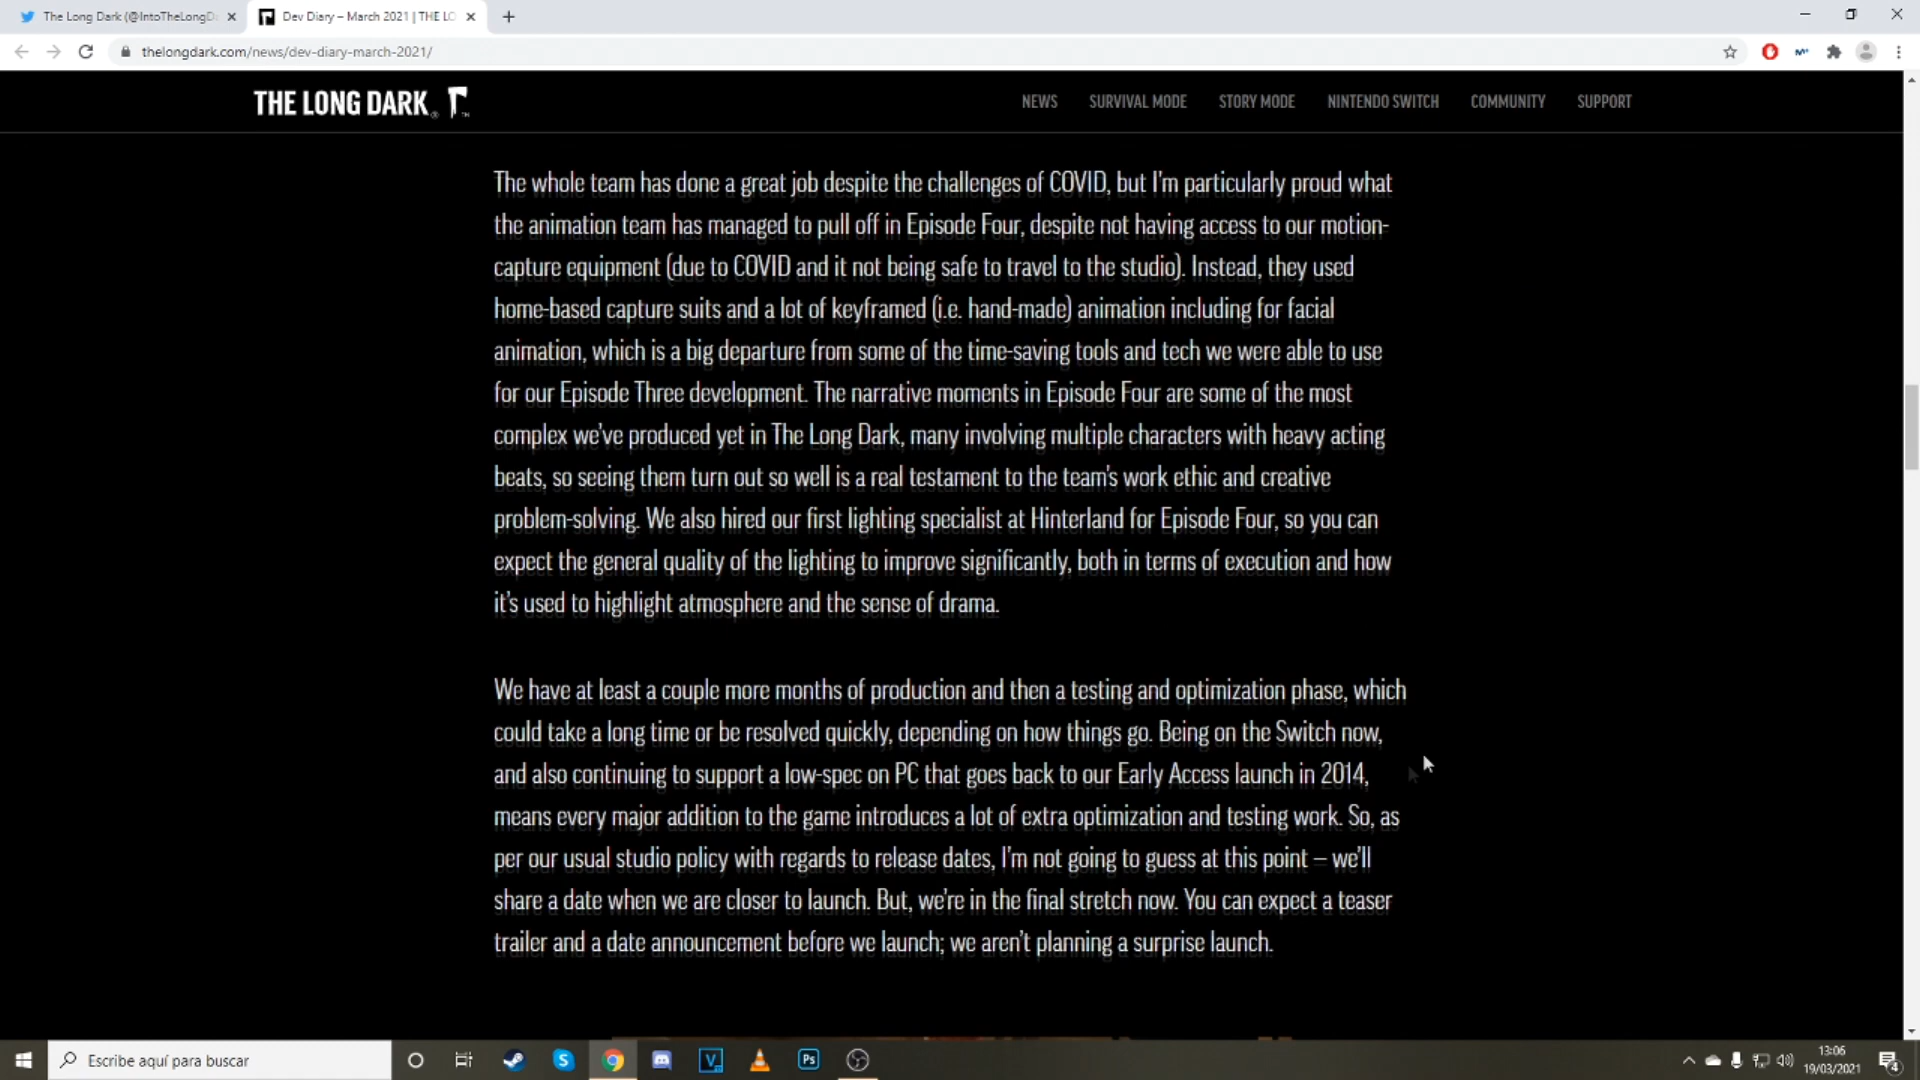 The Long Dark (@IntoTheLongD
Dev Diary – March 2021 | THE LO
thelongdark.com/news/dev-diary-march-2021/
THE LONG DARK
NEWS SURVIVAL MODE STORY MODE NINTENDO SWITCH COMMUNITY SUPPORT
The whole team has done a great job despite the challenges of COVID, but I'm particularly proud what
the animation team has managed to pull off in Episode Four, despite not having access to our motion-
capture equipment (due to COVID and it not being safe to travel to the studio). Instead, they used
home-based capture suits and a lot of keyframed (i.e. hand-made) animation including for facial
animation, which is a big departure from some of the time-saving tools and tech we were able to use
for our Episode Three development. The narrative moments in Episode Four are some of the most
complex we've produced yet in The Long Dark, many involving multiple characters with heavy acting
beats, so seeing them turn out so well is a real testament to the team's work ethic and creative
problem-solving. We also hired our first lighting specialist at Hinterland for Episode Four, so you can
expect the general quality of the lighting to improve significantly, both in terms of execution and how
it's used to highlight atmosphere and the sense of drama.
We have at least a couple more months of production and then a testing and optimization phase, which
could take a long time or be resolved quickly, depending on how things go. Being on the Switch now,
and also continuing to support a low-spec on PC that goes back to our Early Access launch in 2014,
means every major addition to the game introduces a lot of extra optimization and testing work. So, as
per our usual studio policy with regards to release dates, I'm not going to guess at this point – we'll
share a date when we are closer to launch. But, we're in the final stretch now. You can expect a teaser
trailer and a date announcement before we launch; we aren't planning a surprise launch.
Escribe aquí para buscar
Ps
13:06
19/03/2021
4